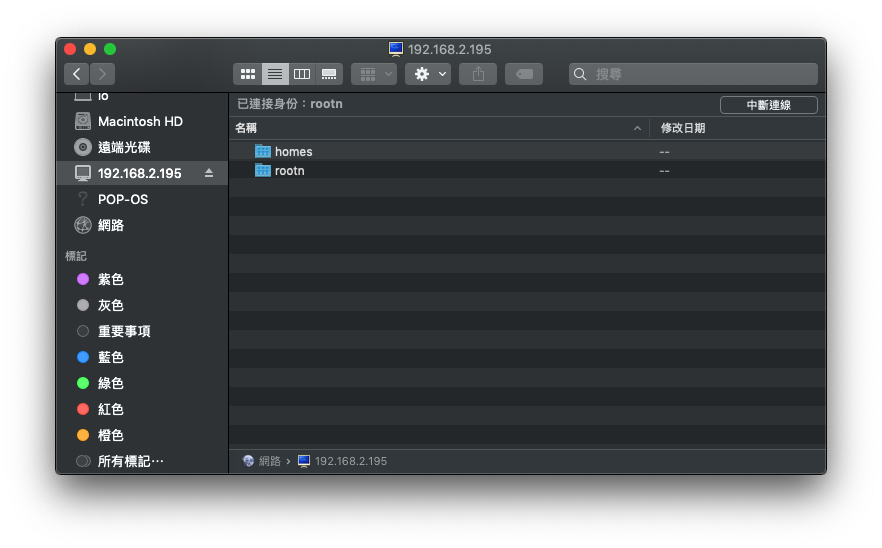 192.168.2.195
搜尋
已連接身份：rootn
中斷連線
名稱
修改日期
homes
--
rootn
--
io
Macintosh HD
遠端光碟
192.168.2.195
POP-OS
網路
標記
紫色
灰色
重要事項
藍色
綠色
紅色
橙色
所有標記⋯
網路 › 192.168.2.195